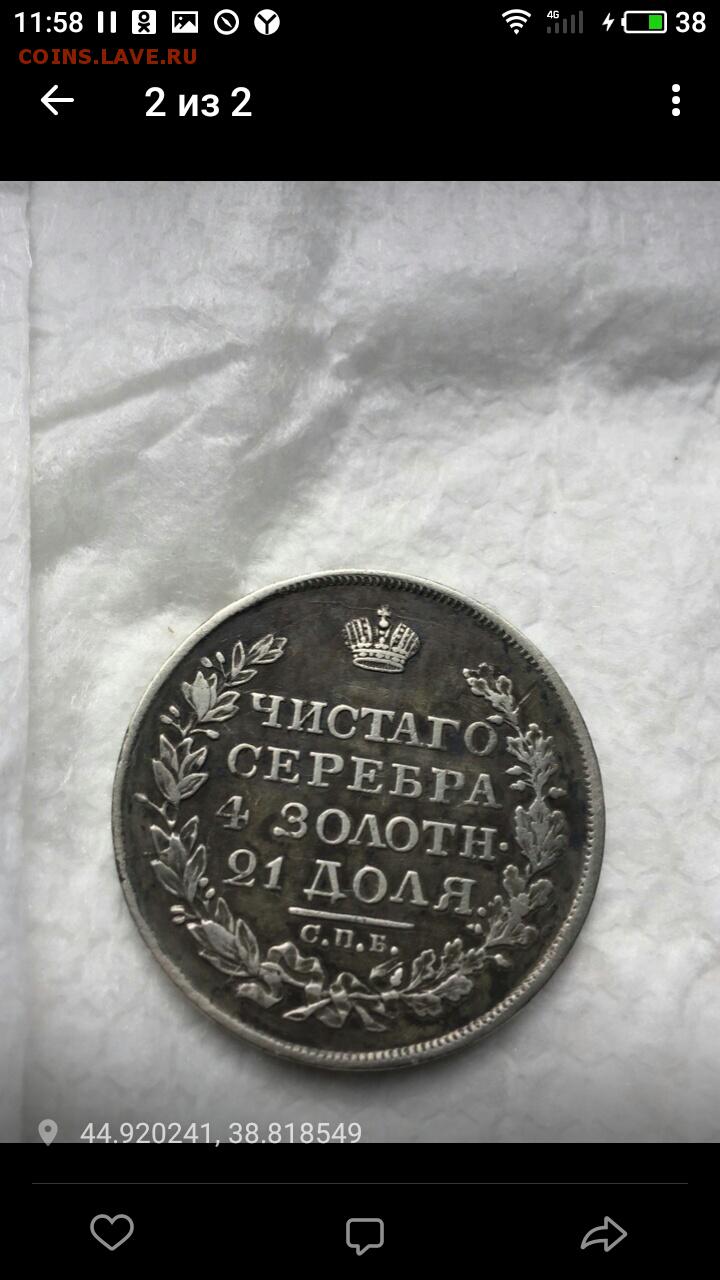 11:58
4G
38
COINS.LAVE.RU
2 из 2
ЧИСТАГО
СЕРЕБРА
4 ЗОЛОТН.
21 ДОЛЯ.
С.П.Б.
44.920241, 38.818549